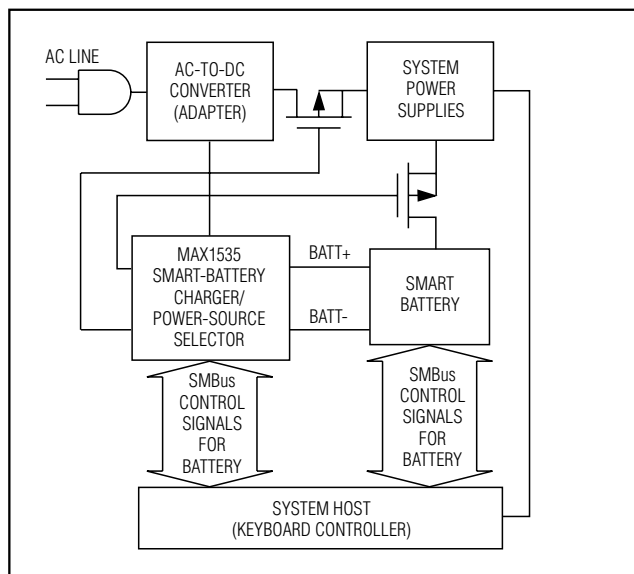 AC LINE
AC-TO-DC
CONVERTER
(ADAPTER)
SYSTEM
POWER
SUPPLIES
MAX1535
SMART-BATTERY
CHARGER/
POWER-SOURCE
SELECTOR
BATT+
BATT-
SMART
BATTERY
SMBus
CONTROL
SIGNALS
FOR
BATTERY
SMBus
CONTROL
SIGNALS
FOR
BATTERY
SYSTEM HOST
(KEYBOARD CONTROLLER)